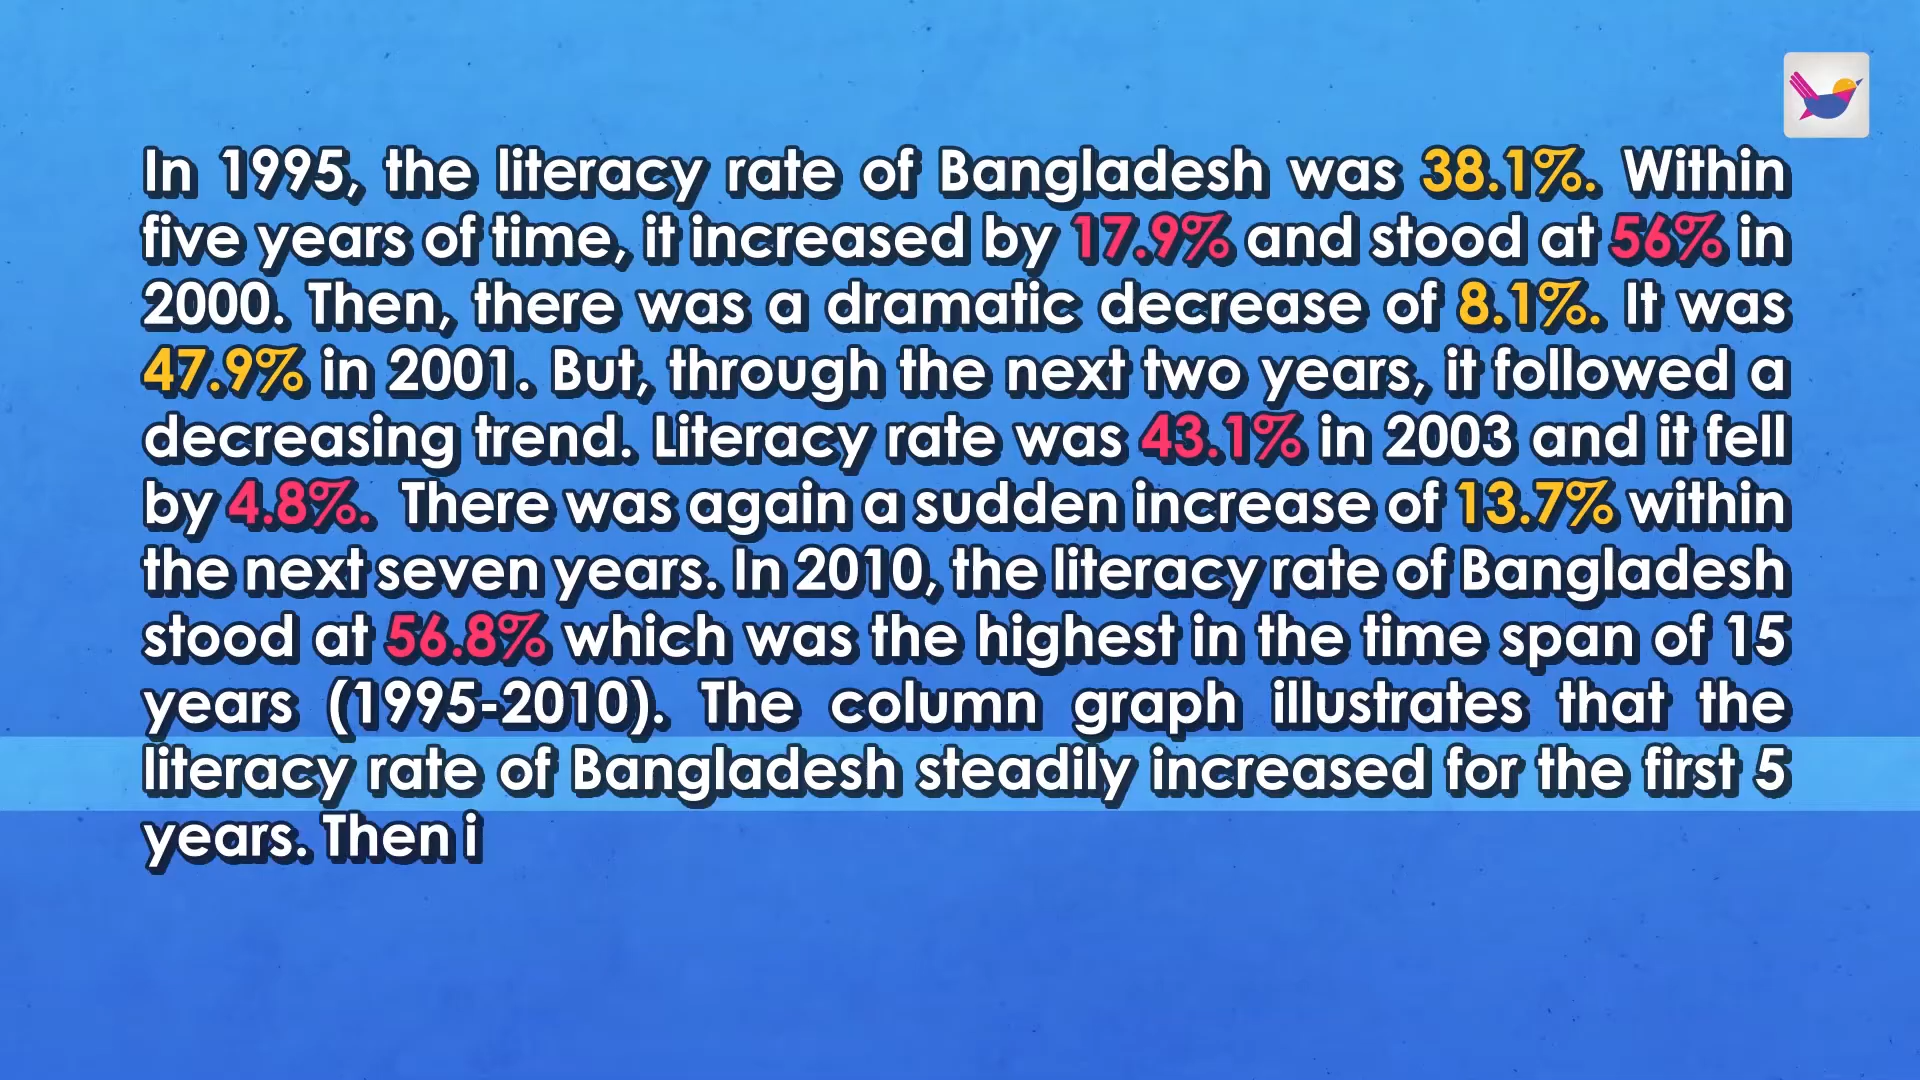 In 1995, the literacy rate of Bangladesh was 38.1%. Within
five years of time, it increased by 17.9% and stood at 56% in
2000. Then, there was a dramatic decrease of 8.1%. It was
47.9% in 2001. But, through the next two years, it followed a
decreasing trend. Literacy rate was 43.1% in 2003 and it fell
by 4.8%. There was again a sudden increase of 13.7% within
the next seven years. In 2010, the literacy rate of Bangladesh
stood at 56.8% which was the highest in the time span of 15
years (1995-2010). The column graph illustrates that the
literacy rate of Bangladesh steadily increased for the first 5
years. Then i